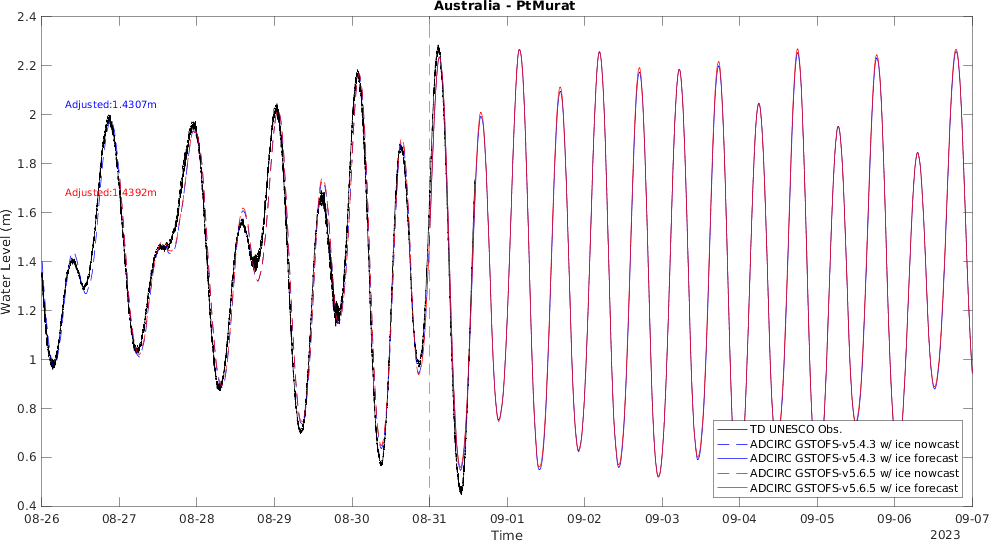 Australia - PtMurat
2.4
2.2
2
1.8
1.6
1.4
1.2
1
0.8
0.6
0.4
Water Level (m)
Adjusted:1.4307m
Adjusted:1.4392m
TD UNESCO Obs.
ADCIRC GSTOFS-v5.4.3 w/ ice nowcast
ADCIRC GSTOFS-v5.4.3 w/ ice forecast
ADCIRC GSTOFS-v5.6.5 w/ ice nowcast
ADCIRC GSTOFS-v5.6.5 w/ ice forecast
08-26 08-27 08-28 08-29 08-30 08-31 09-01 09-02 09-03 09-04 09-05 09-06 09-07
Time
2023